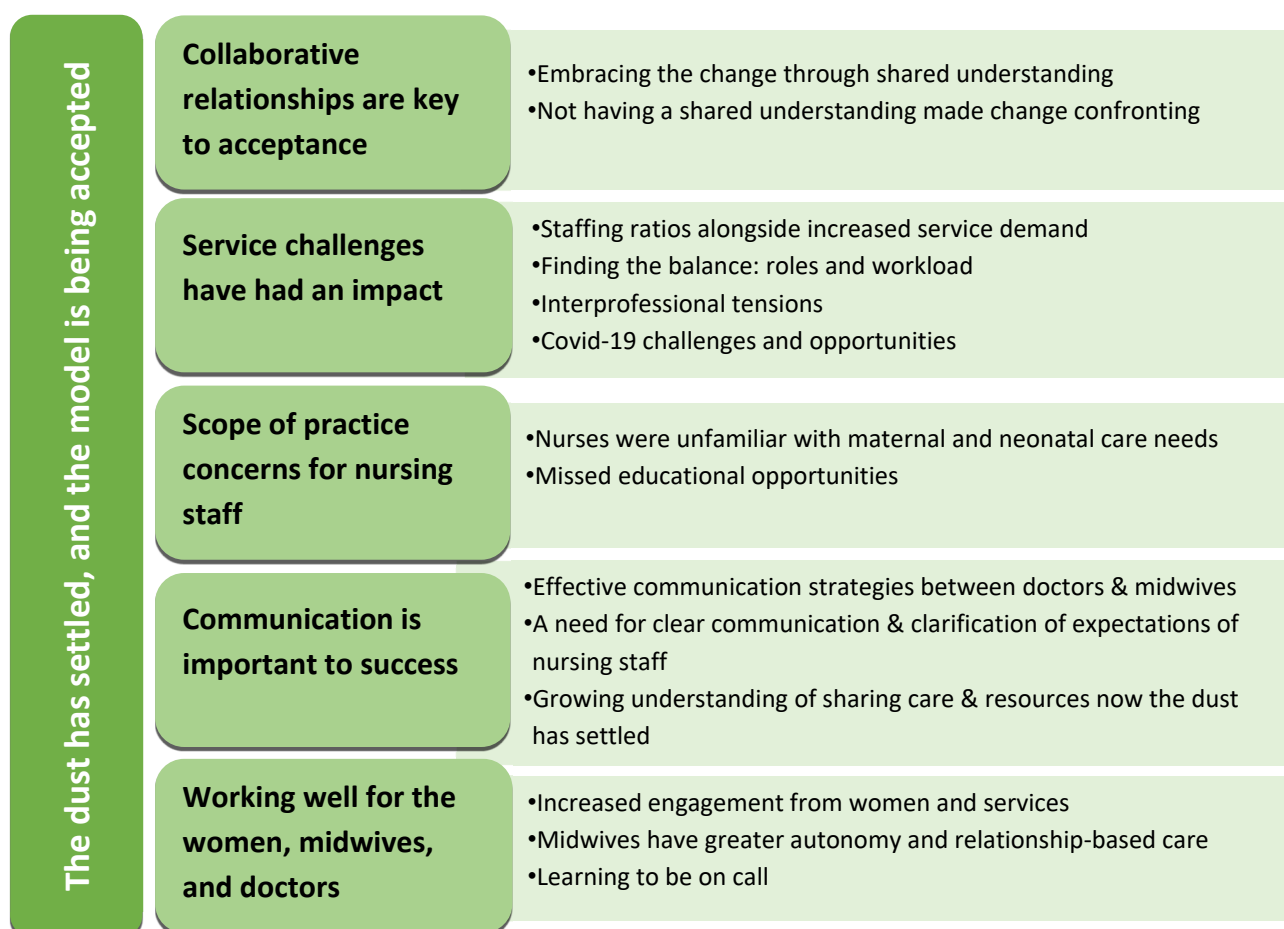 The dust has settled, and the model is being accepted
Collaborative
relationships are key
to acceptance
•Embracing the change through shared understanding
•Not having a shared understanding made change confronting
Service challenges
have had an impact
•Staffing ratios alongside increased service demand
•Finding the balance: roles and workload
•Interprofessional tensions
•Covid-19 challenges and opportunities
Scope of practice
concerns for nursing
staff
•Nurses were unfamiliar with maternal and neonatal care needs
•Missed educational opportunities
Communication is
important to success
•Effective communication strategies between doctors & midwives
•A need for clear communication & clarification of expectations of
nursing staff
•Growing understanding of sharing care & resources now the dust
has settled
Working well for the
women, midwives,
and doctors
•Increased engagement from women and services
•Midwives have greater autonomy and relationship-based care
•Learning to be on call